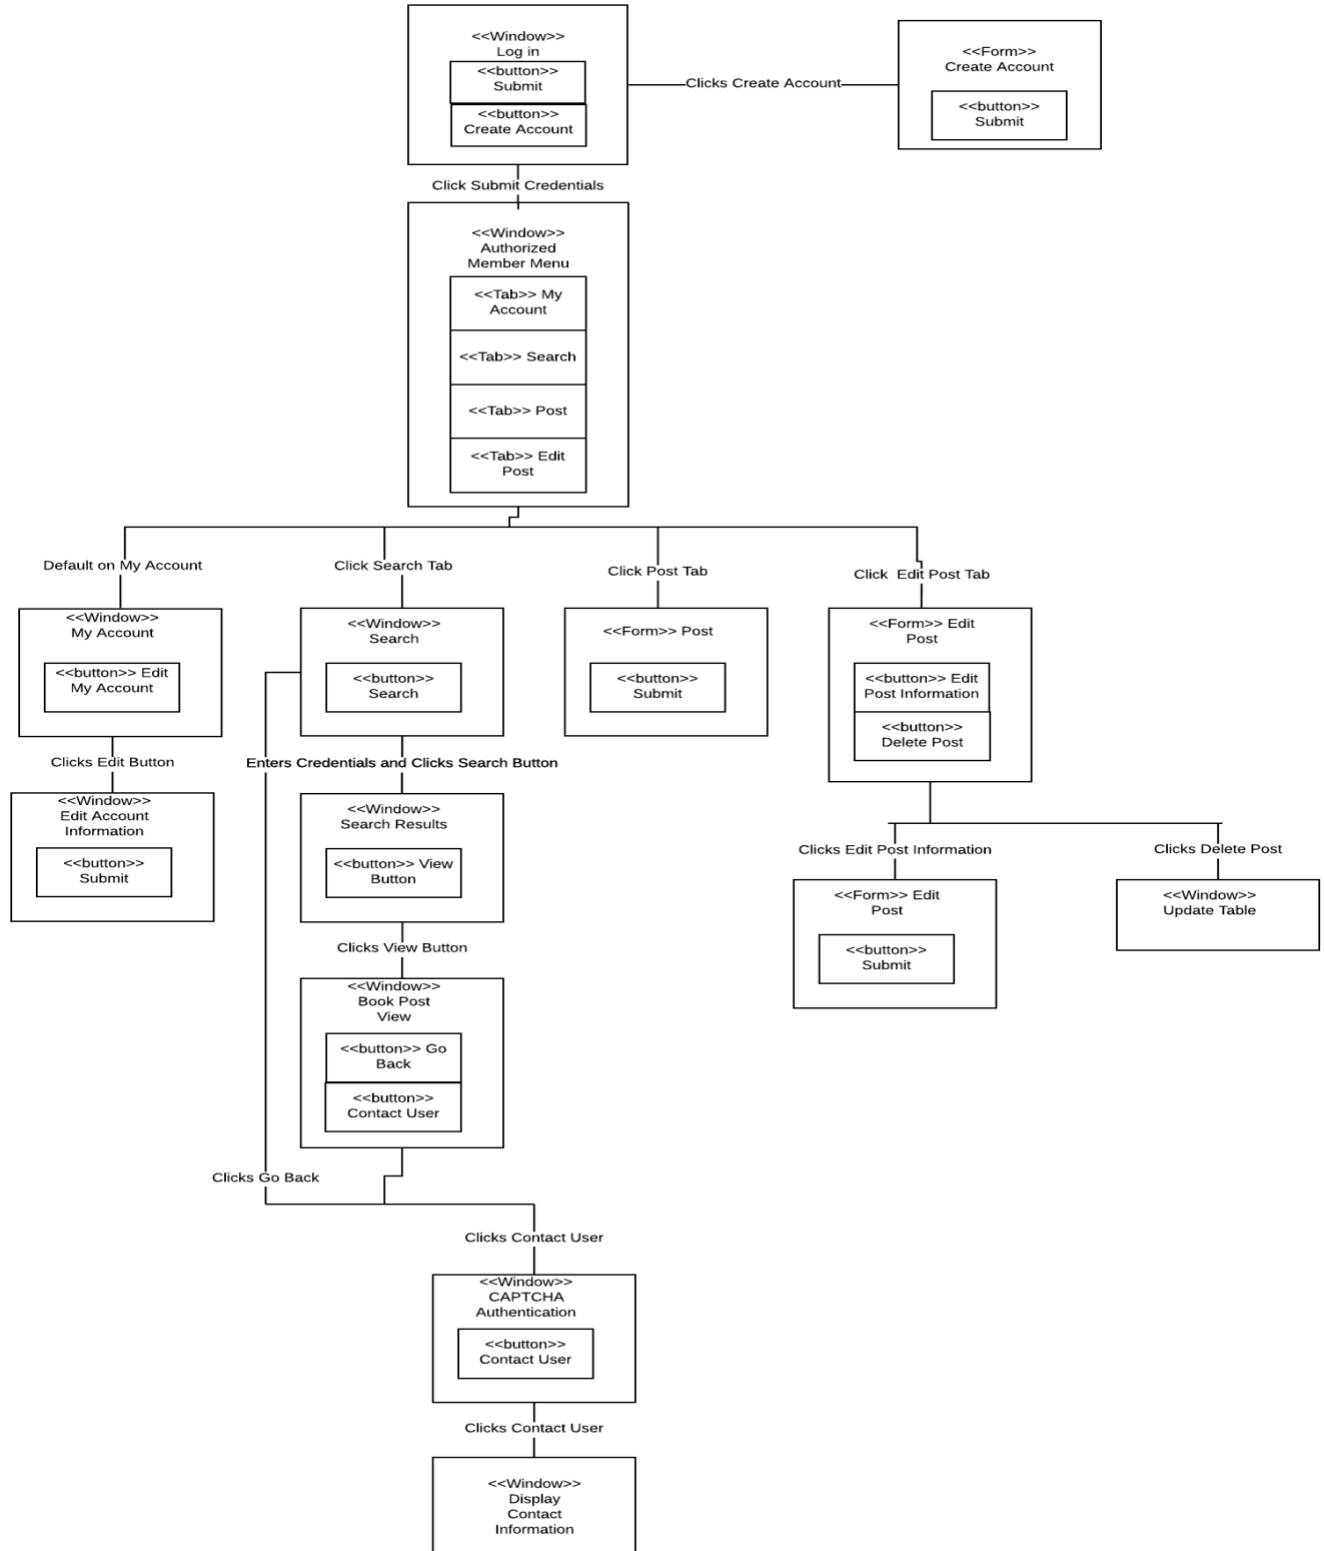 <<Window>>
Log in
<<button>>
Submit
<<button>>
Create Account
Clicks Create Account
<<Form>>
Create Account
<<button>>
Submit
Click Submit Credentials
<<Window>>
Authorized
Member Menu
<<Tab>> My
Account
<<Tab>> Search
<<Tab>> Post
<<Tab>> Edit
Post
Default on My Account
Click Search Tab
Click Post Tab
Click  Edit Post Tab
<<Window>>
My Account
<<button>> Edit
My Account
<<Window>>
Search
<<button>>
Search
<<Form>> Post
<<button>>
Submit
<<Form>> Edit
Post
<<button>> Edit
Post Information
<<button>>
Delete Post
Clicks Edit Button
Enters Credentials and Clicks Search Button
<<Window>>
Edit Account
Information
<<button>>
Submit
<<Window>>
Search Results
<<button>> View
Button
Clicks Edit Post Information
Clicks Delete Post
<<Form>> Edit
Post
<<button>>
Submit
<<Window>>
Update Table
Clicks View Button
<<Window>>
Book Post
View
<<button>> Go
Back
<<button>>
Contact User
Clicks Go Back
Clicks Contact User
<<Window>>
CAPTCHA
Authentication
<<button>>
Contact User
Clicks Contact User
<<Window>>
Display
Contact
Information